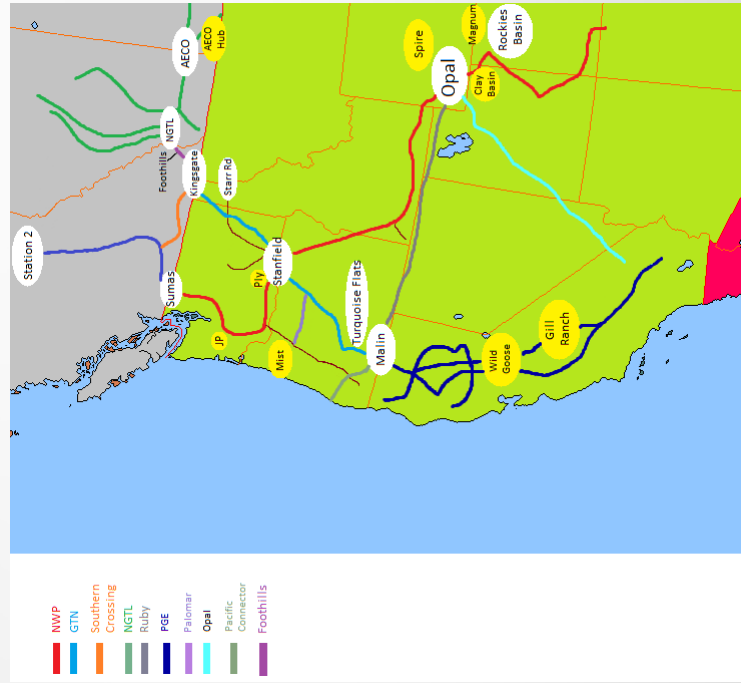 Station 2
Sumas
JP
Mist
Ply
Stanfield
Kingsgate
Foothills
NGTL
AECO
AECO
Hub
Starr Rd
Turquoise Flats
Malin
Wild
Goose
Gill
Ranch
Opal
Spire
Clay
Basin
Magnum
Rockies
Basin
NWP
GTN
Southern
Crossing
NGTL
Ruby
PGE
Palomar
Opal
Pacific
Connector
Foothills